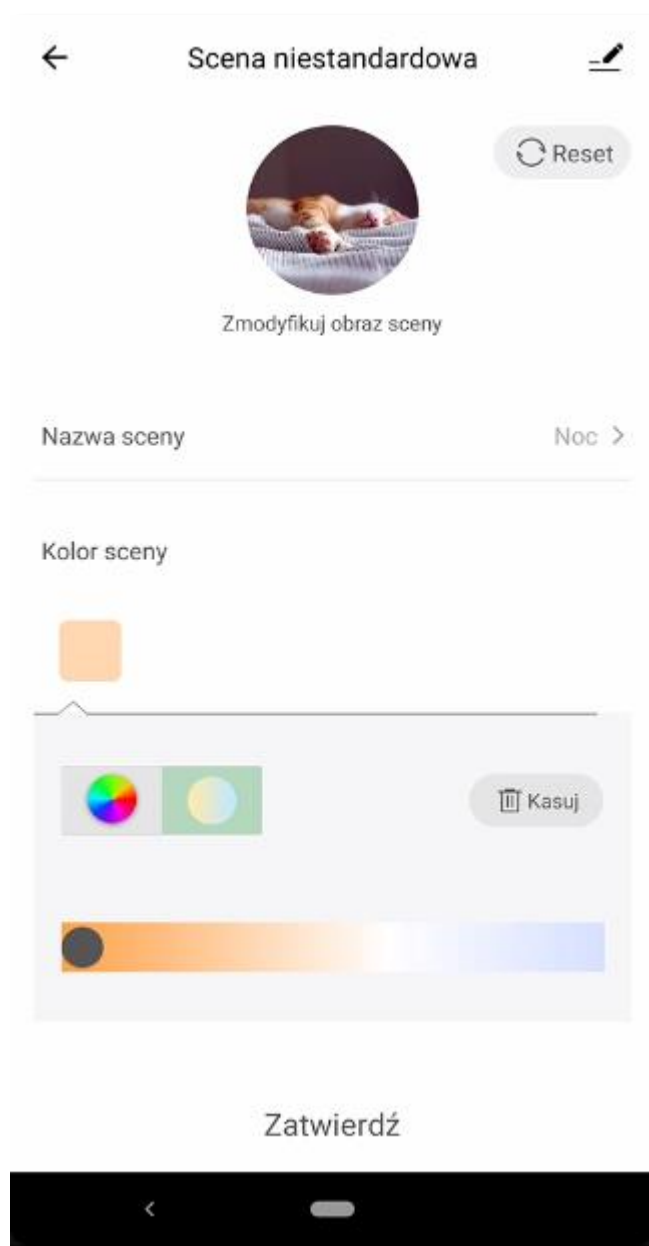 Scena niestandardowa
Reset
Zmodyfikuj obraz sceny
Nazwa sceny Noc
Kolor sceny
Kasuj
Zatwierdź